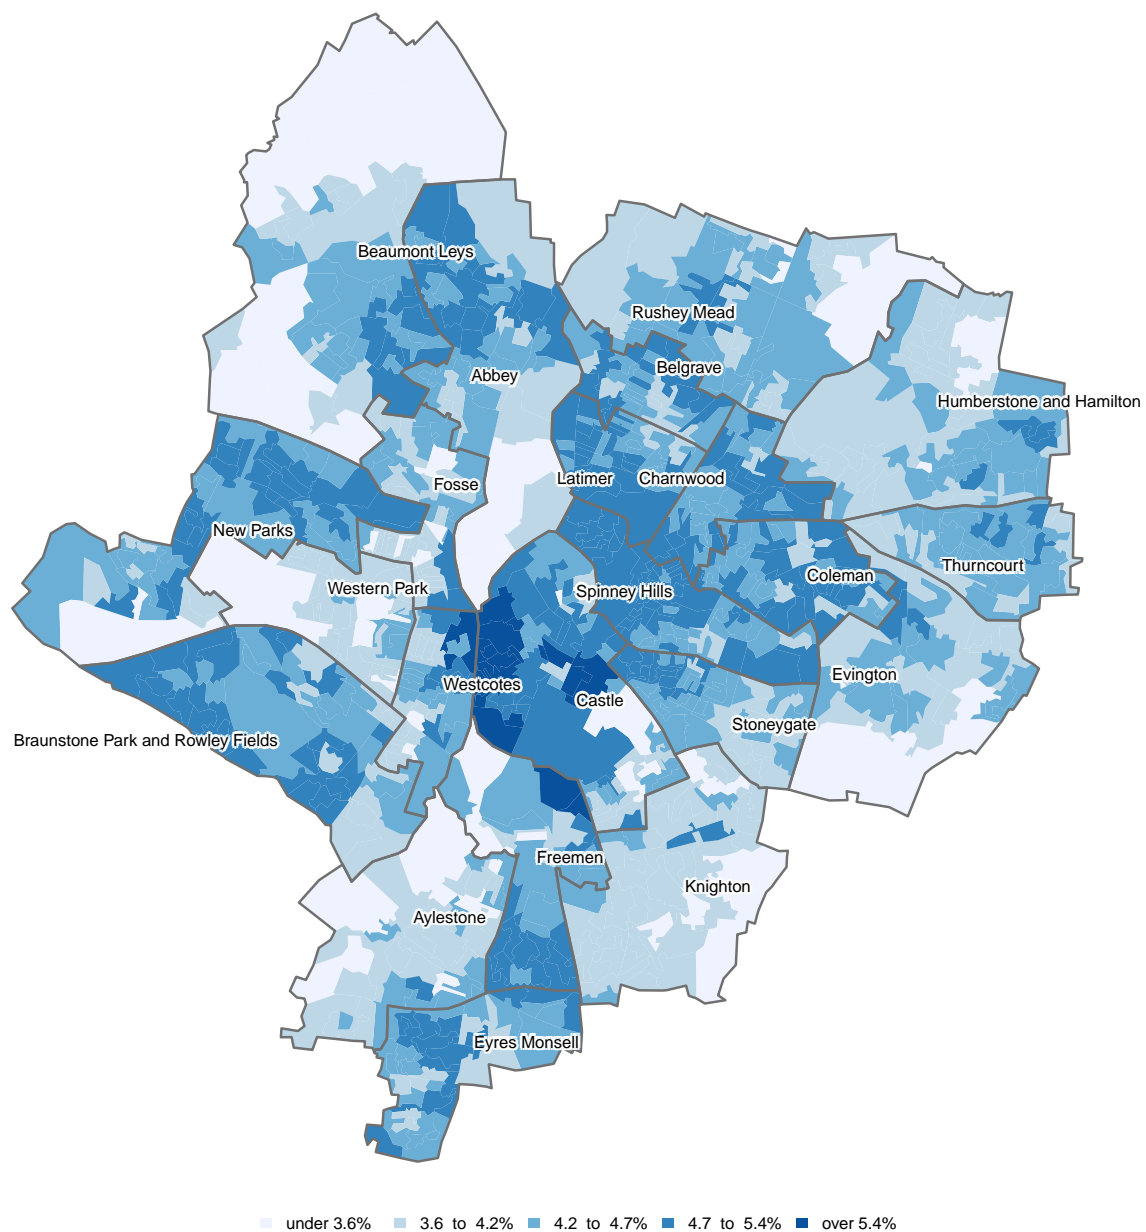 Beaumont Leys
Rushey Mead
Belgrave
Abbey
Humberstone and Hamilton
Latimer
Charnwood
Fosse
New Parks
Thurncourt
Coleman
Western Park
Spinney Hills
Evington
Westcotes
Castle
Stoneygate
Braunstone Park and Rowley Fields
Freemen
Knighton
Aylestone
Eyres Monsell
under 3.6% 3.6 to 4.2% 4.2 to 4.7% 4.7 to 5.4% over 5.4%